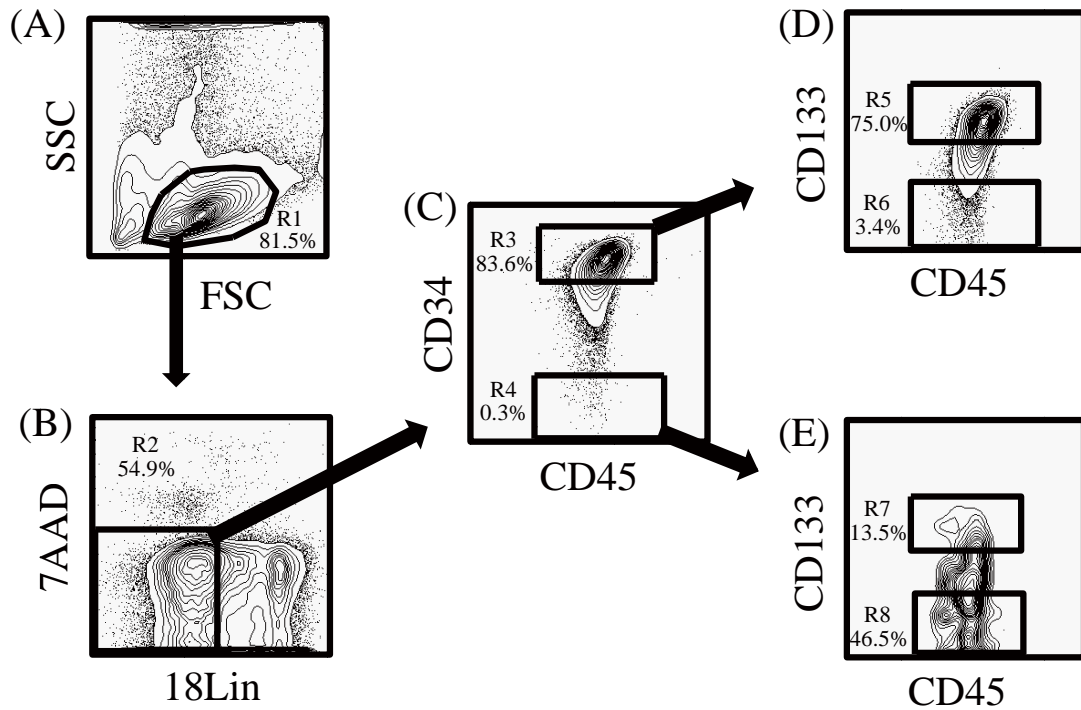 (A)
SSC
R1
81.5%
FSC
(B)
R2
54.9%
7AAD
18Lin
(C)
R3
83.6%
CD34
R4
0.3%
CD45
(D)
CD133
R5
75.0%
R6
3.4%
CD45
(E)
CD133
R7
13.5%
R8
46.5%
CD45